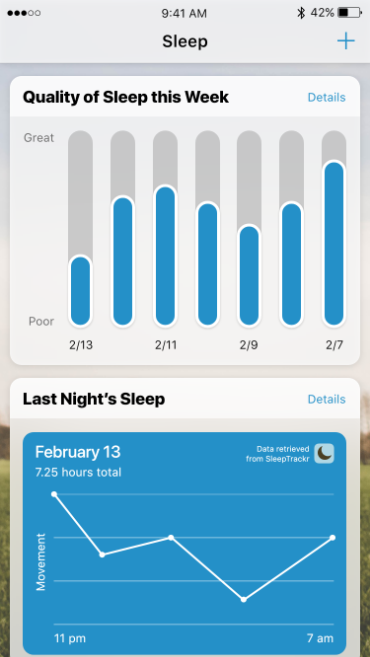 9:41 AM
42%
Sleep
Quality of Sleep this Week
Details
Great
Poor
2/13
2/11
2/9
2/7
Last Night's Sleep
Details
February 13
7.25 hours total
Data retrieved
from SleepTrackr
Movement
11 pm
7 am